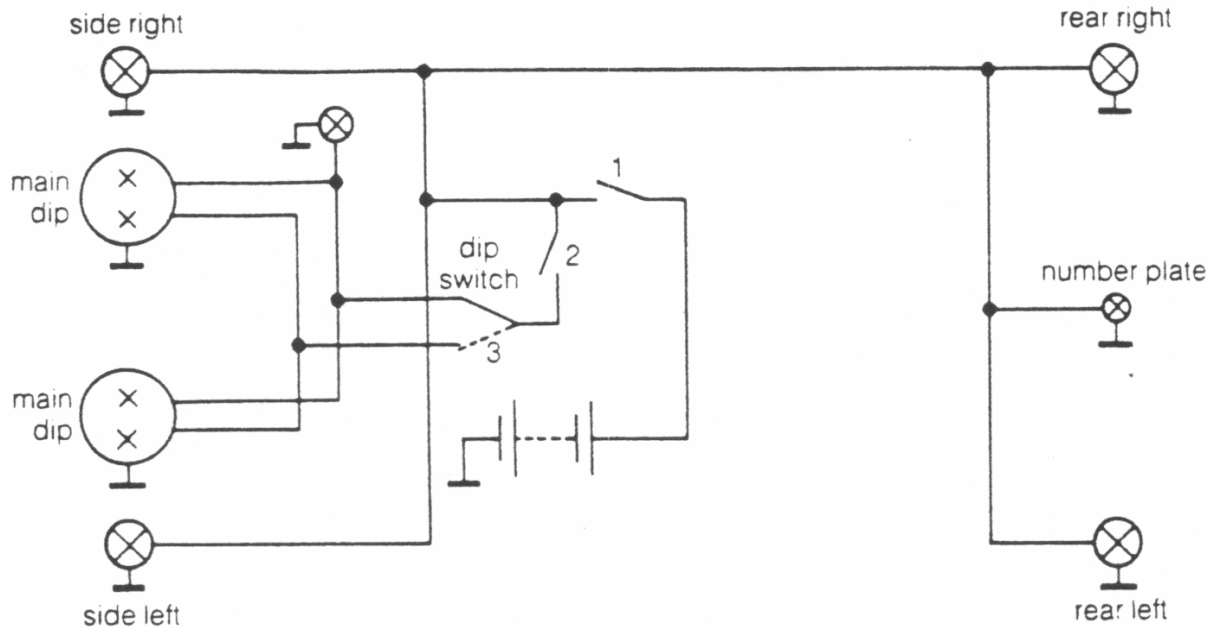 side right
rear right
main
dip
1
dip
switch
2
number plate
3
main
dip
side left
rear left